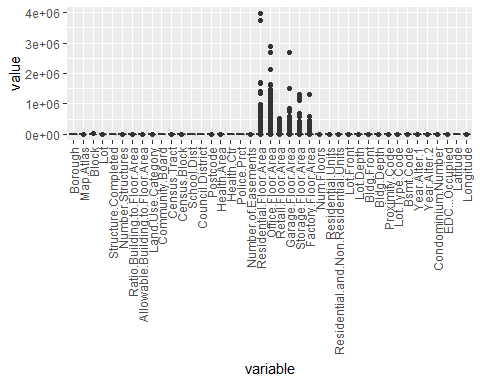 value
4e+06
3e+06
2e+06
1e+06
0e+00
Borough
Map.Atlas
Block
Lot
Structure.Completed
Number.Structures
Ratio.Building.to.Floor.Area
Allowable.Building.to.Floor.Area
Land.Use.Category
Community.Board
Census.Tract
Census.Block
School.Dist
Council.District
Postcode
Health.Area
Health.Ctr
Police.Prct
Number.of.Easements
Residential.Floor.Area
Office.Floor.Area
Retail.Floor.Area
Garage.Floor.Area
Storage.Floor.Area
Factory.Floor.Area
Num.Floors
Residential.Units
Residential.and.Non.Residential.Units
Lot.Front
Lot.Depth
Bldg.Front
Bldg.Depth
Proximity.Code
Lot.Type.Code
Bsmt.Code
Year.Alter.1
Year.Alter.2
Condominium.Number
EDC...Occupied
Latitude
Longitude
variable